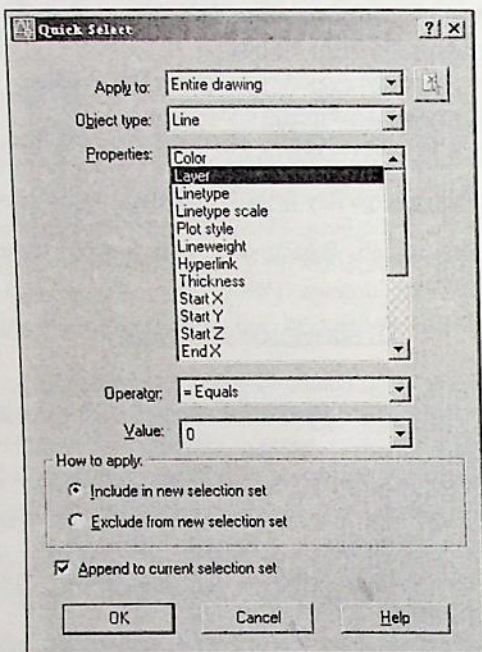 Quick Select
Apply to: Entire drawing
Object type: Line
Properties: Color
Layer
Linetype
Linetype scale
Plot style
Lineweight
Hyperlink
Thickness
Start X
Start Y
Start Z
End X
Operator: = Equals
Value: 0
How to apply:
Include in new selection set
Exclude from new selection set
Append to current selection set
OK Cancel Help